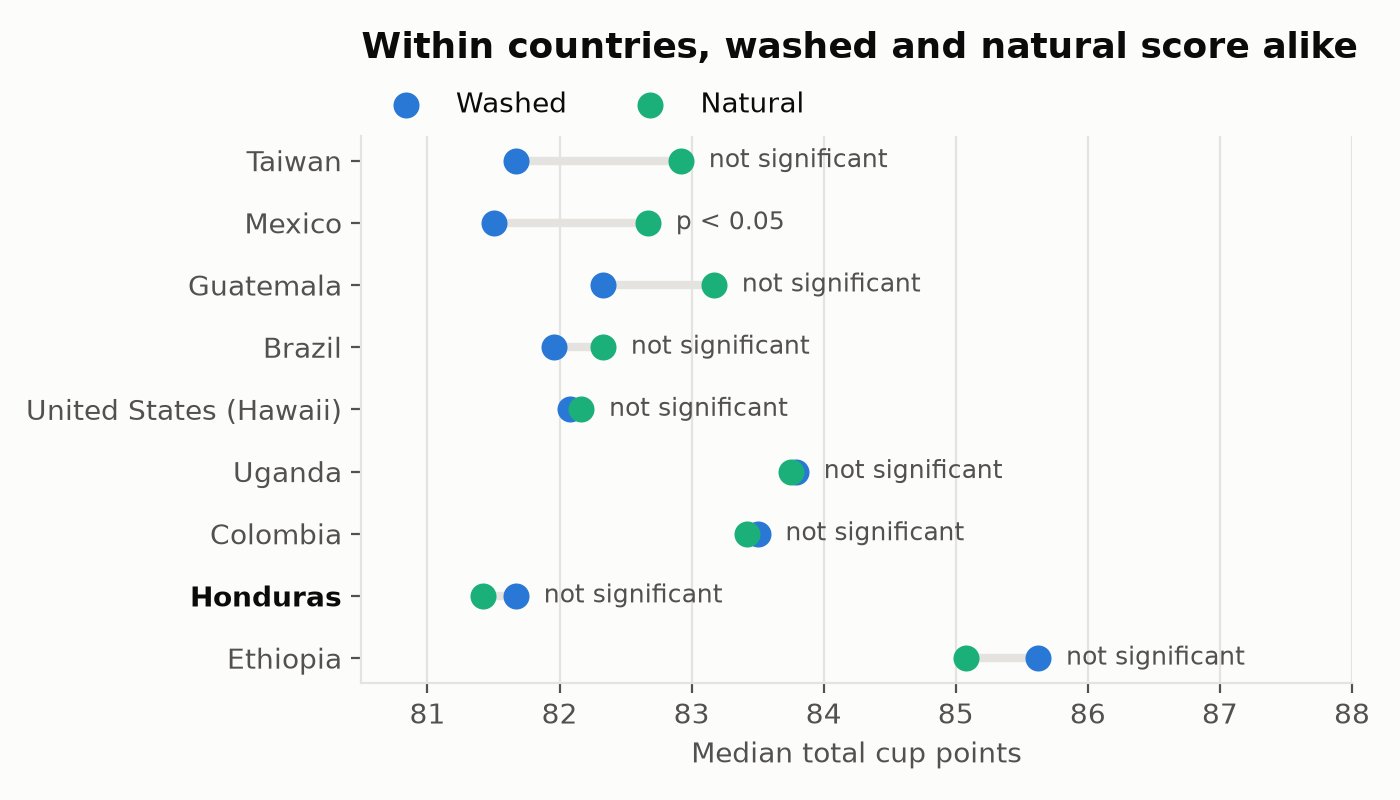 Within countries, washed and natural score alike
Washed Natural
Taiwan not significant
Mexico p < 0.05
Guatemala not significant
Brazil not significant
United States (Hawaii) not significant
Uganda not significant
Colombia not significant
Honduras not significant
Ethiopia not significant
81 82 83 84 85 86 87 88
Median total cup points